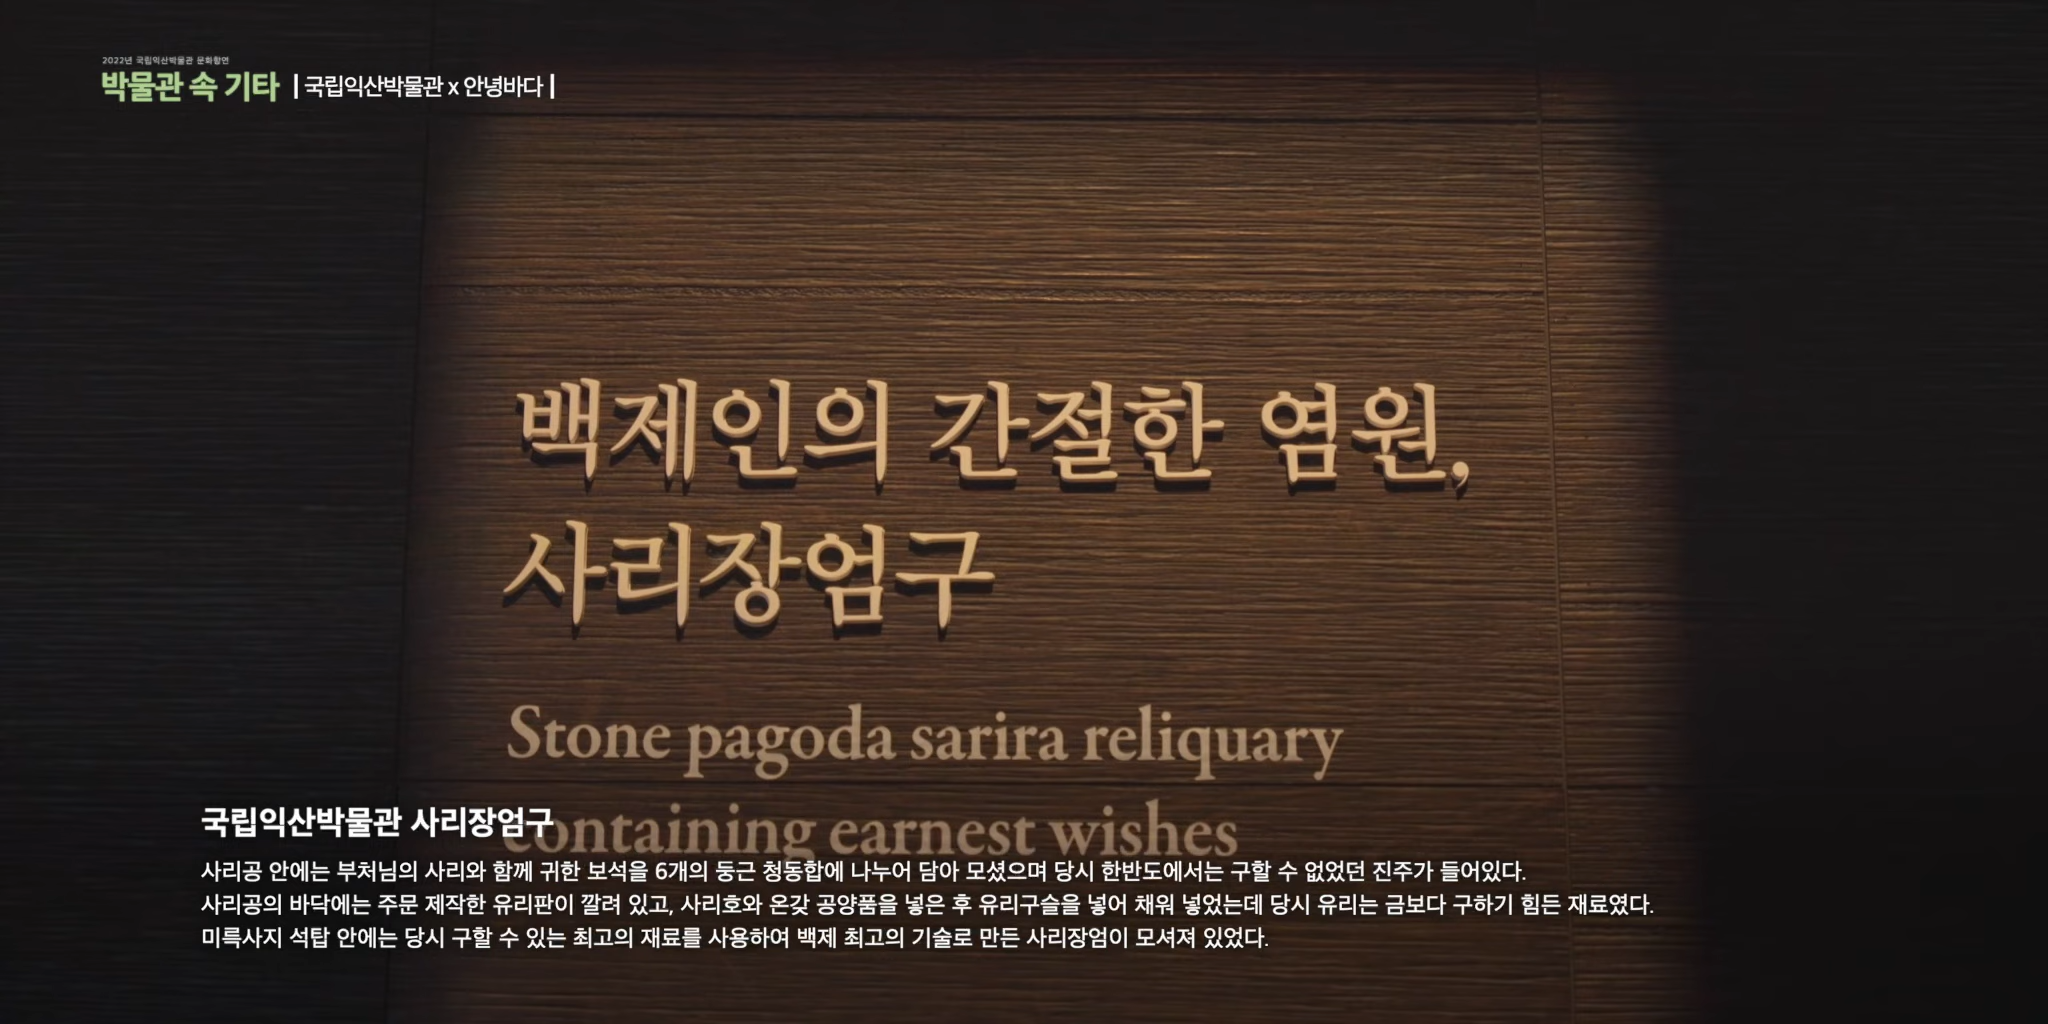 2022년 국립익산박물관 문화향연
박물관 속 기타 | 국립익산박물관 x 안녕바다 |
백제인의 간절한 염원,
사리장엄구
Stone pagoda sarira reliquary
containing earnest wishes
국립익산박물관 사리장엄구
사리공 안에는 부처님의 사리와 함께 귀한 보석을 6개의 둥근 청동합에 나누어 담아 모셨으며 당시 한반도에서는 구할 수 없었던 진주가 들어있다.
사리공의 바닥에는 주문 제작한 유리판이 깔려 있고, 사리호와 온갖 공양품을 넣은 후 유리구슬을 넣어 채워 넣었는데 당시 유리는 금보다 구하기 힘든 재료였다.
미륵사지 석탑 안에는 당시 구할 수 있는 최고의 재료를 사용하여 백제 최고의 기술로 만든 사리장엄이 모셔져 있었다.